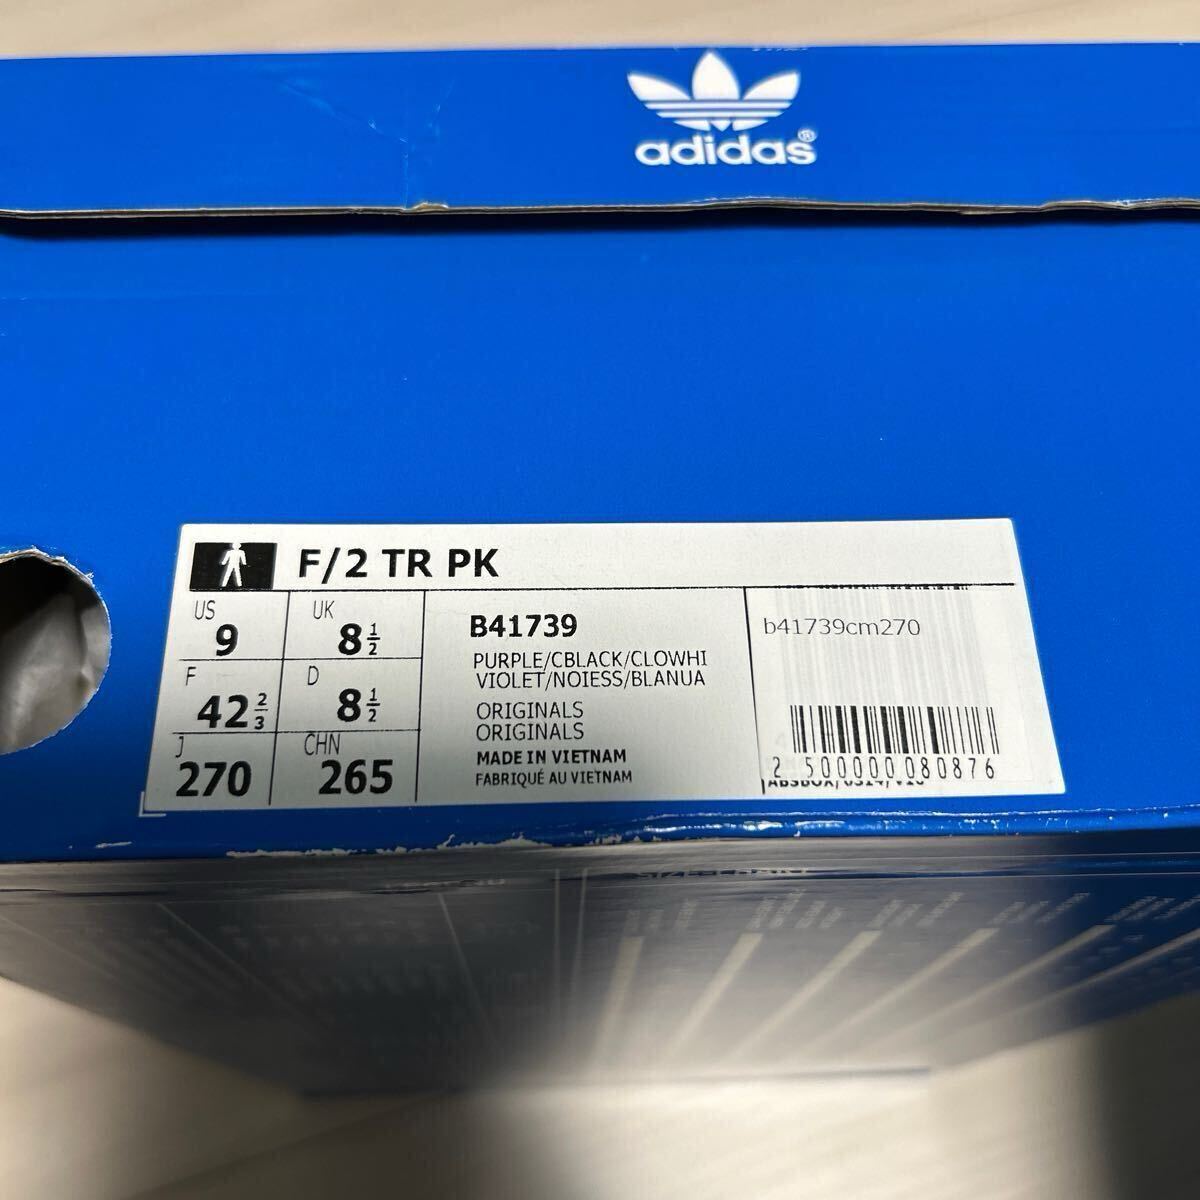 adidas®
F/2 TR PK
US
9
UK
8 1/2
F
42 2/3
D
8 1/2
J
270
CHN
265
B41739
PURPLE/CBLACK/CLOWHI
VIOLET/NOIESS/BLANUA
ORIGINALS
ORIGINALS
MADE IN VIETNAM
FABRIQUÉ AU VIETNAM
b41739cm270
2 500000 080876